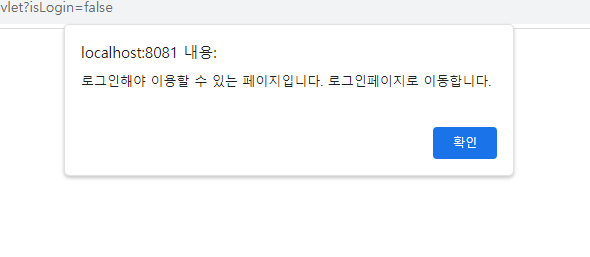 vlet?isLogin=false
localhost:8081 내용:
로그인해야 이용할 수 있는 페이지입니다. 로그인페이지로 이동합니다.
확인